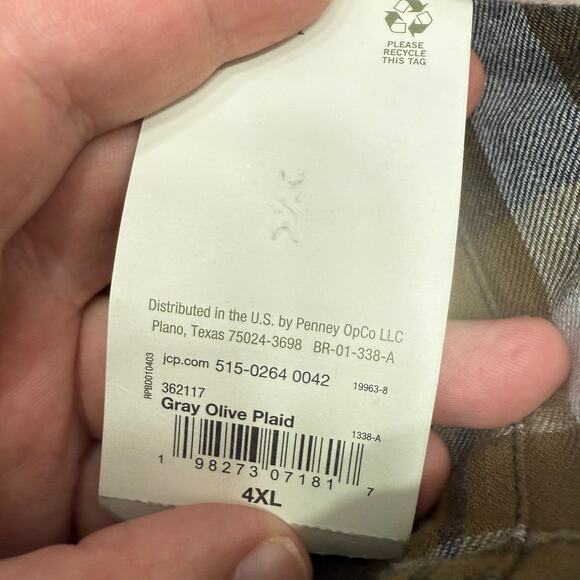 PLEASE
RECYCLE
THIS TAG
Distributed in the U.S. by Penney OpCo LLC
Plano, Texas 75024-3698 BR-01-338-A
RPBD010403
jcp.com 515-0264 0042 19963-8
362117
Gray Olive Plaid
1338-A
1 98273 07181 7
4XL